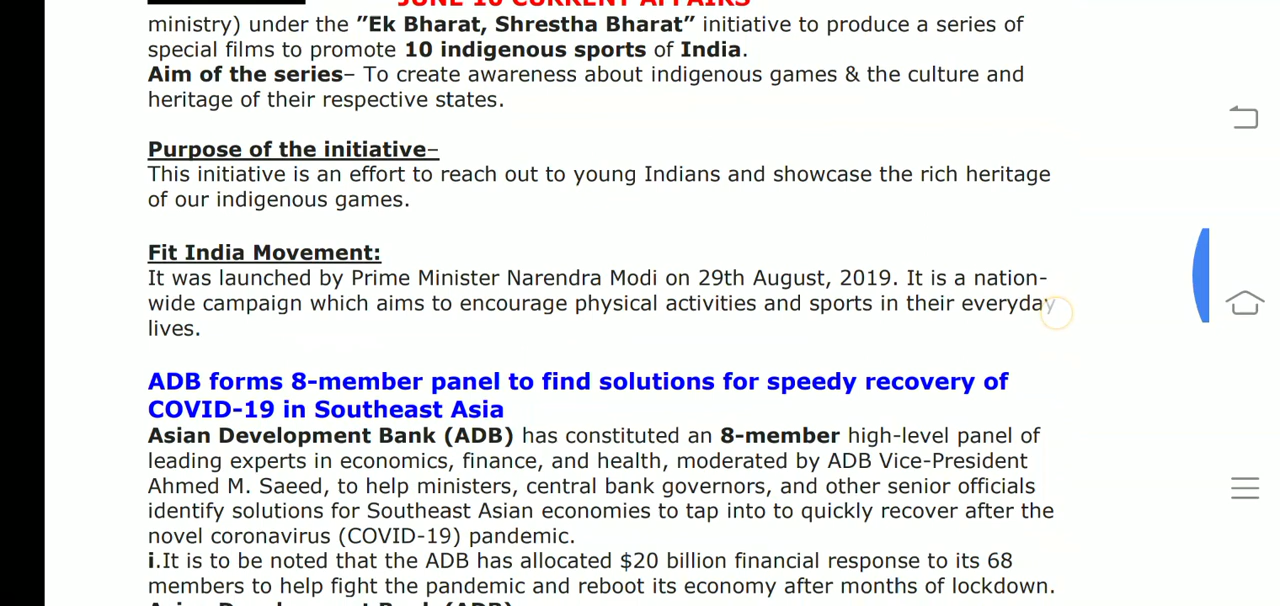 JUNE 10 CURRENT AFFAIRS
ministry) under the ”Ek Bharat, Shrestha Bharat” initiative to produce a series of
special films to promote 10 indigenous sports of India.
Aim of the series– To create awareness about indigenous games & the culture and
heritage of their respective states.
Purpose of the initiative–
This initiative is an effort to reach out to young Indians and showcase the rich heritage
of our indigenous games.
Fit India Movement:
It was launched by Prime Minister Narendra Modi on 29th August, 2019. It is a nation-
wide campaign which aims to encourage physical activities and sports in their everyday
lives.
ADB forms 8-member panel to find solutions for speedy recovery of
COVID-19 in Southeast Asia
Asian Development Bank (ADB) has constituted an 8-member high-level panel of
leading experts in economics, finance, and health, moderated by ADB Vice-President
Ahmed M. Saeed, to help ministers, central bank governors, and other senior officials
identify solutions for Southeast Asian economies to tap into to quickly recover after the
novel coronavirus (COVID-19) pandemic.
i.It is to be noted that the ADB has allocated $20 billion financial response to its 68
members to help fight the pandemic and reboot its economy after months of lockdown.
Asian Development Bank (ADB)